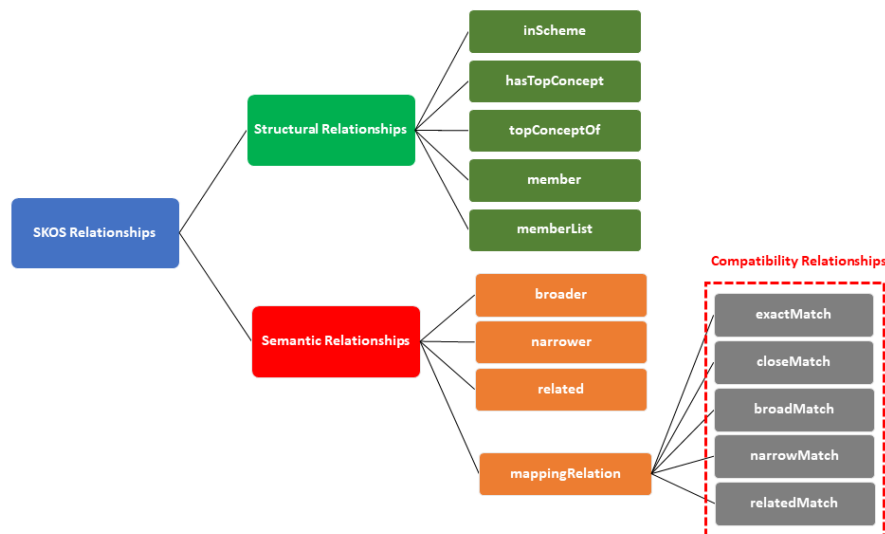 SKOS Relationships
Structural Relationships
inScheme
hasTopConcept
topConceptOf
member
memberList
Semantic Relationships
broader
narrower
related
mappingRelation
Compatibility Relationships
exactMatch
closeMatch
broadMatch
narrowMatch
relatedMatch